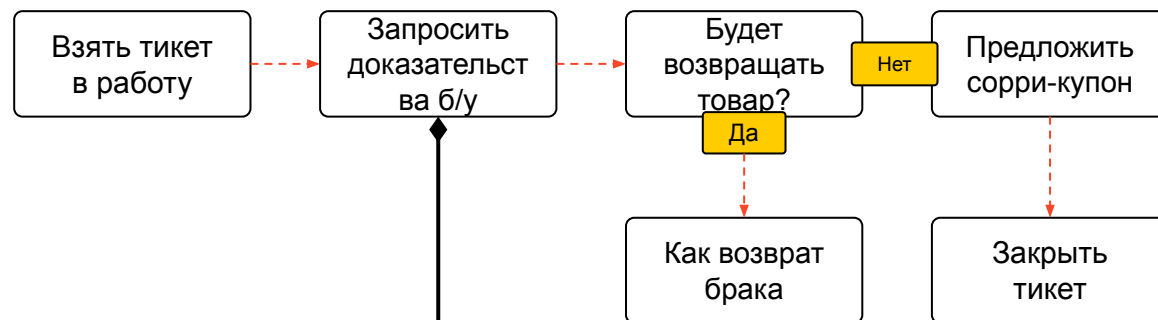 Взять тикет
в работу
Запросить
доказательст
ва б/у
Будет
возвращать
товар?
Нет
Предложить
сорри-купон
Да
Как возврат
брака
Закрыть
тикет